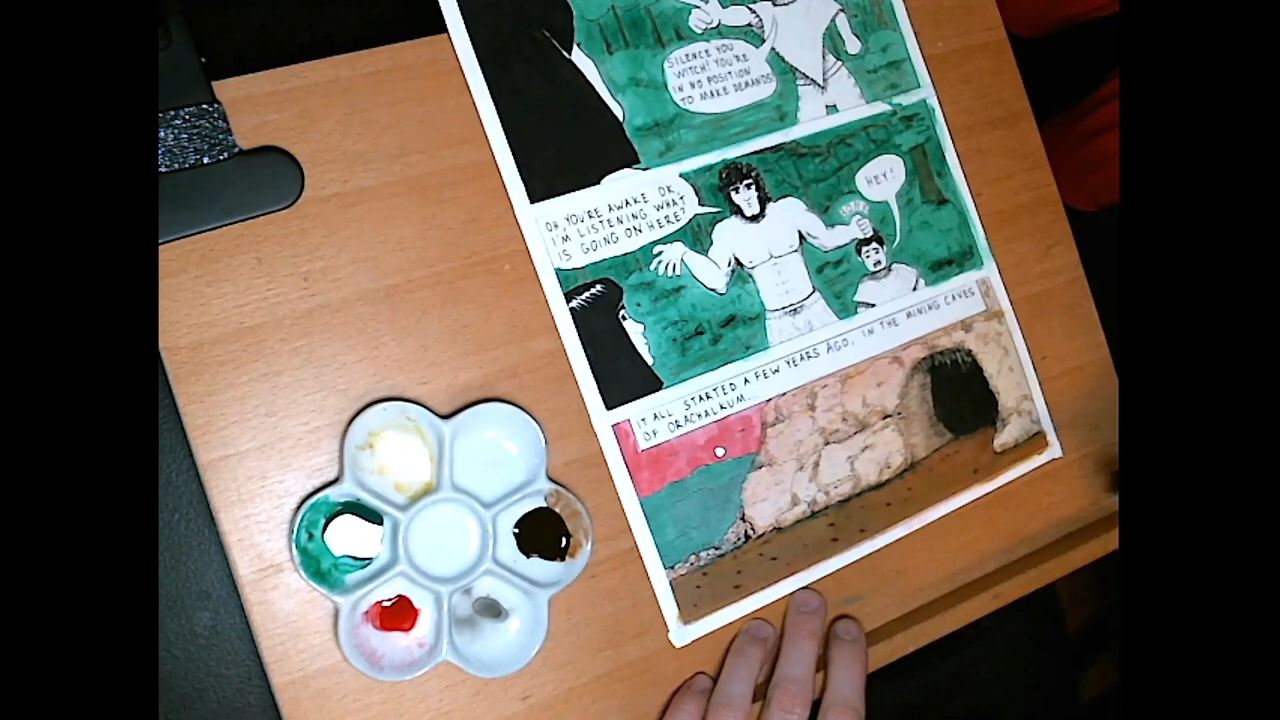 SILENCE YOU
WITCH! YOU'RE
IN NO POSITION
TO MAKE DEMANDS!
OH, YOU'RE AWAKE. OK,
I'M LISTENING, WHAT
IS GOING ON HERE?
HEY!
IT ALL STARTED A FEW YEARS AGO, IN THE MINING CAVES
OF ORACHALKUM.